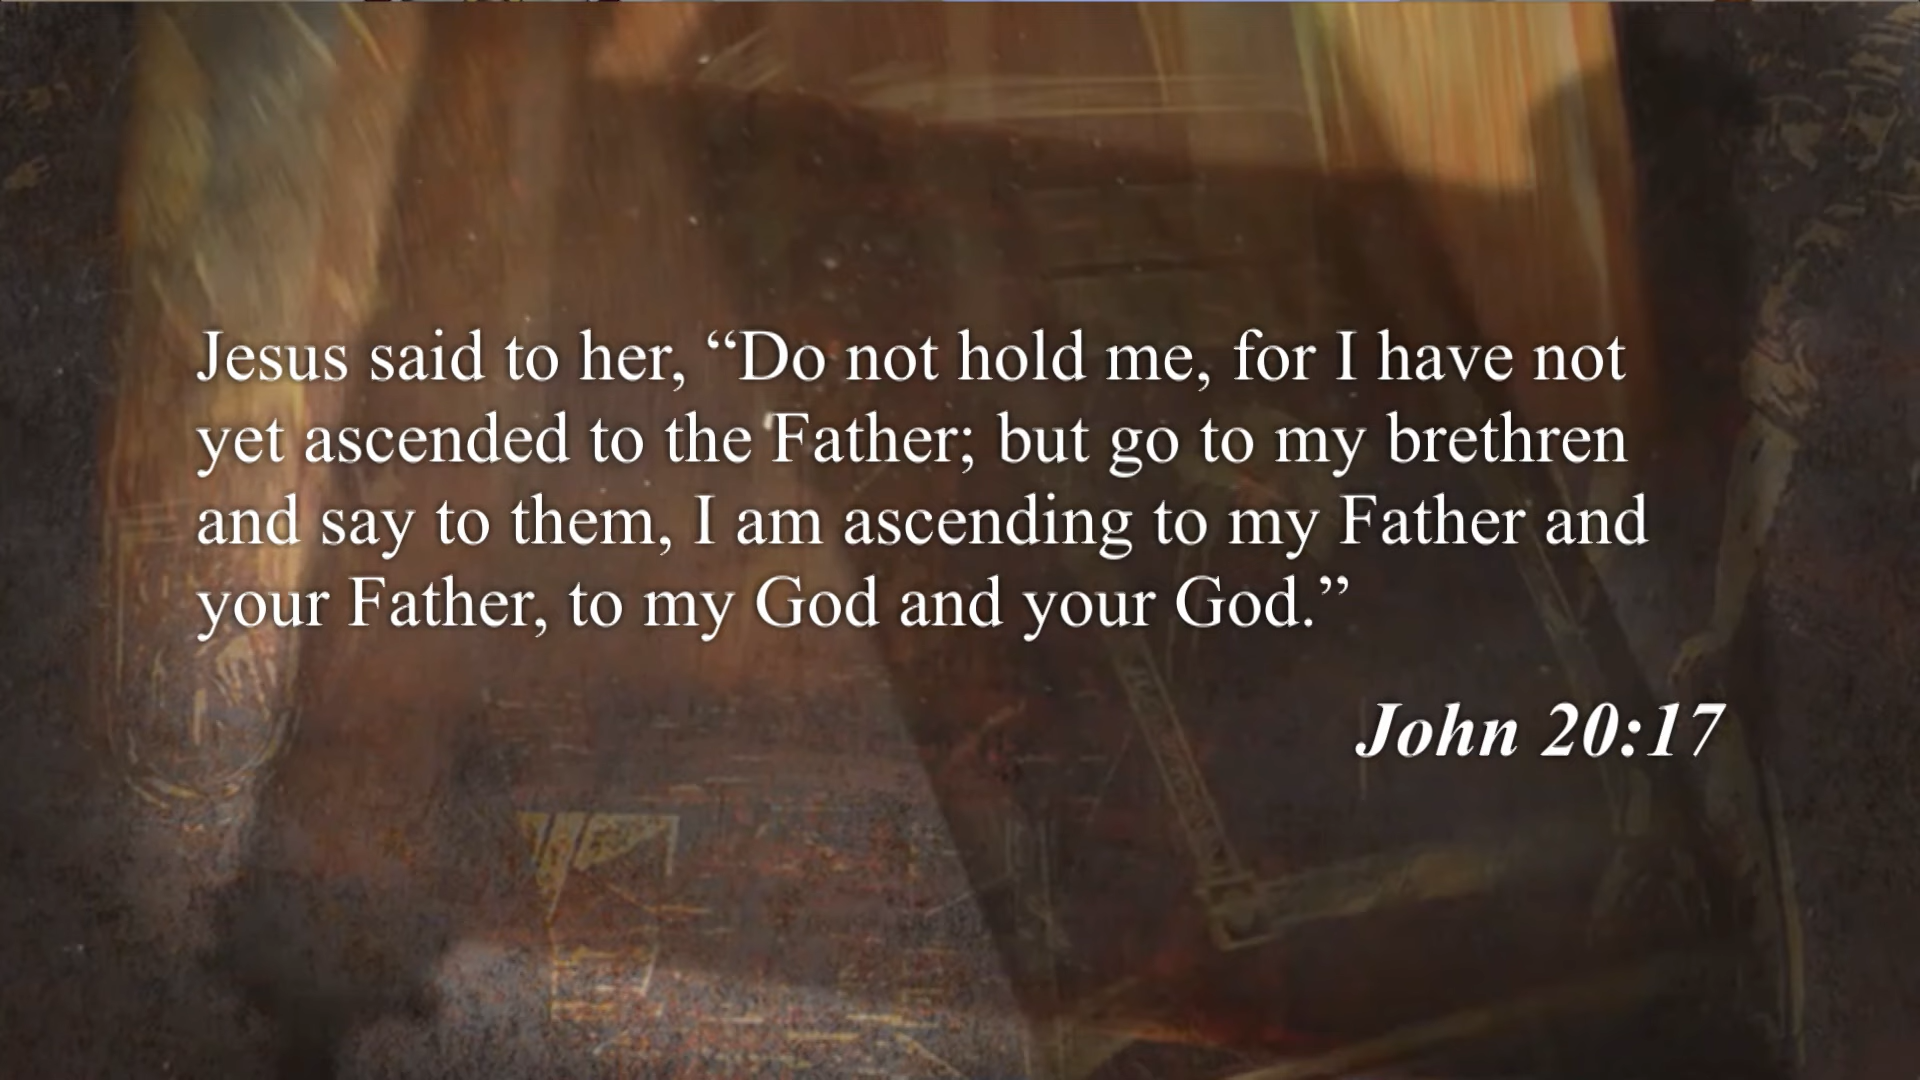 Jesus said to her, “Do not hold me, for I have not
yet ascended to the Father; but go to my brethren
and say to them, I am ascending to my Father and
your Father, to my God and your God.”
John 20:17